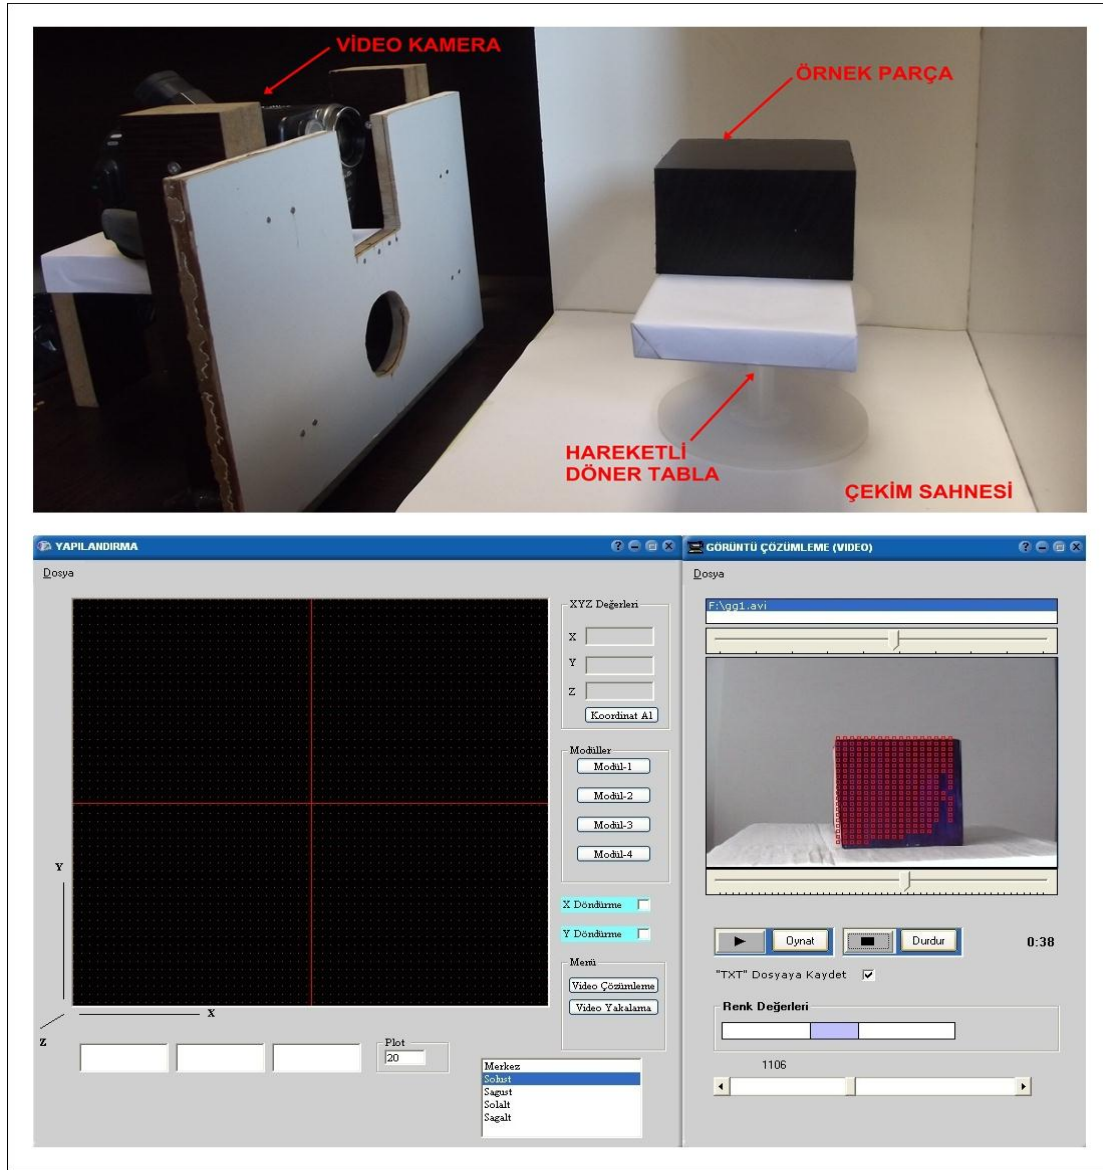 VİDEO KAMERA
ÖRNEK PARÇA
HAREKETLİ
DÖNER TABLA
ÇEKİM SAHNESİ
YAPILANDIRMA
Dosya
XYZ Değerleri
X
Y
Z
Koordinat Al
Modüller
Modül-1
Modül-2
Modül-3
Modül-4
X Döndürme
Y Döndürme
Menü
Video Çözümleme
Video Yakalama
Y
X
Z
Plot
20
Merkez
Solust
Sagust
Solalt
Sagalt
GÖRÜNTÜ ÇÖZÜMLEME (VIDEO)
Dosya
F:\gg1.avi
Oynat
Durdur
0:38
"TXT" Dosyaya Kaydet
Renk Değerleri
1106